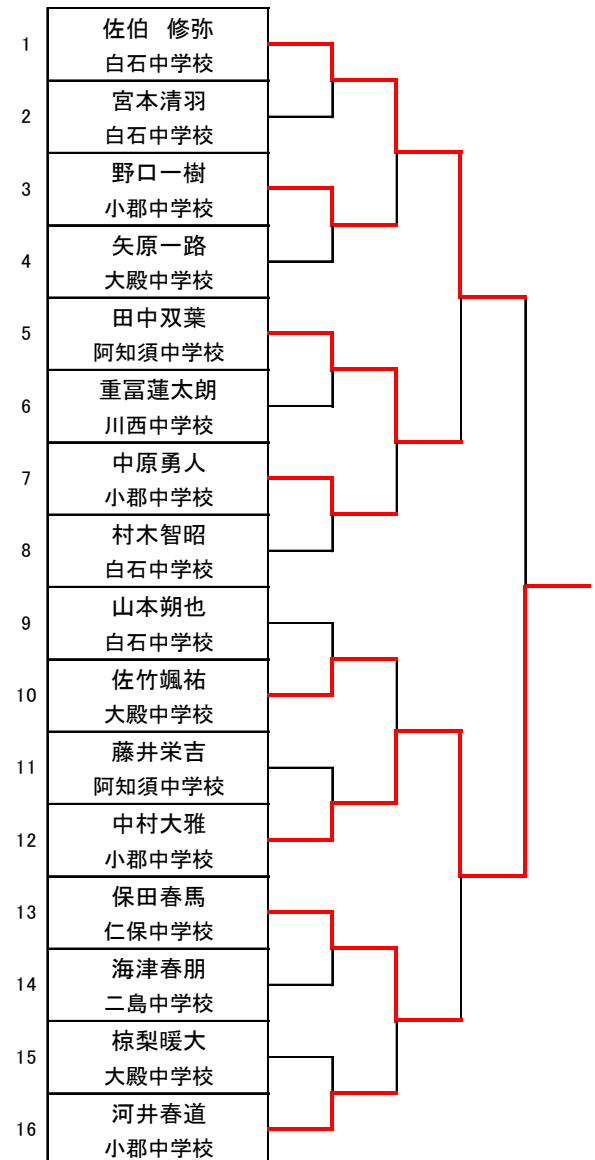 1
佐伯　修弥
白石中学校
2
宮本清羽
白石中学校
3
野口一樹
小郡中学校
4
矢原一路
大殿中学校
5
田中双葉
阿知須中学校
6
重冨蓮太朗
川西中学校
7
中原勇人
小郡中学校
8
村木智昭
白石中学校
9
山本朔也
白石中学校
10
佐竹颯祐
大殿中学校
11
藤井栄吉
阿知須中学校
12
中村大雅
小郡中学校
13
保田春馬
仁保中学校
14
海津春朋
二島中学校
15
椋梨暖大
大殿中学校
16
河井春道
小郡中学校